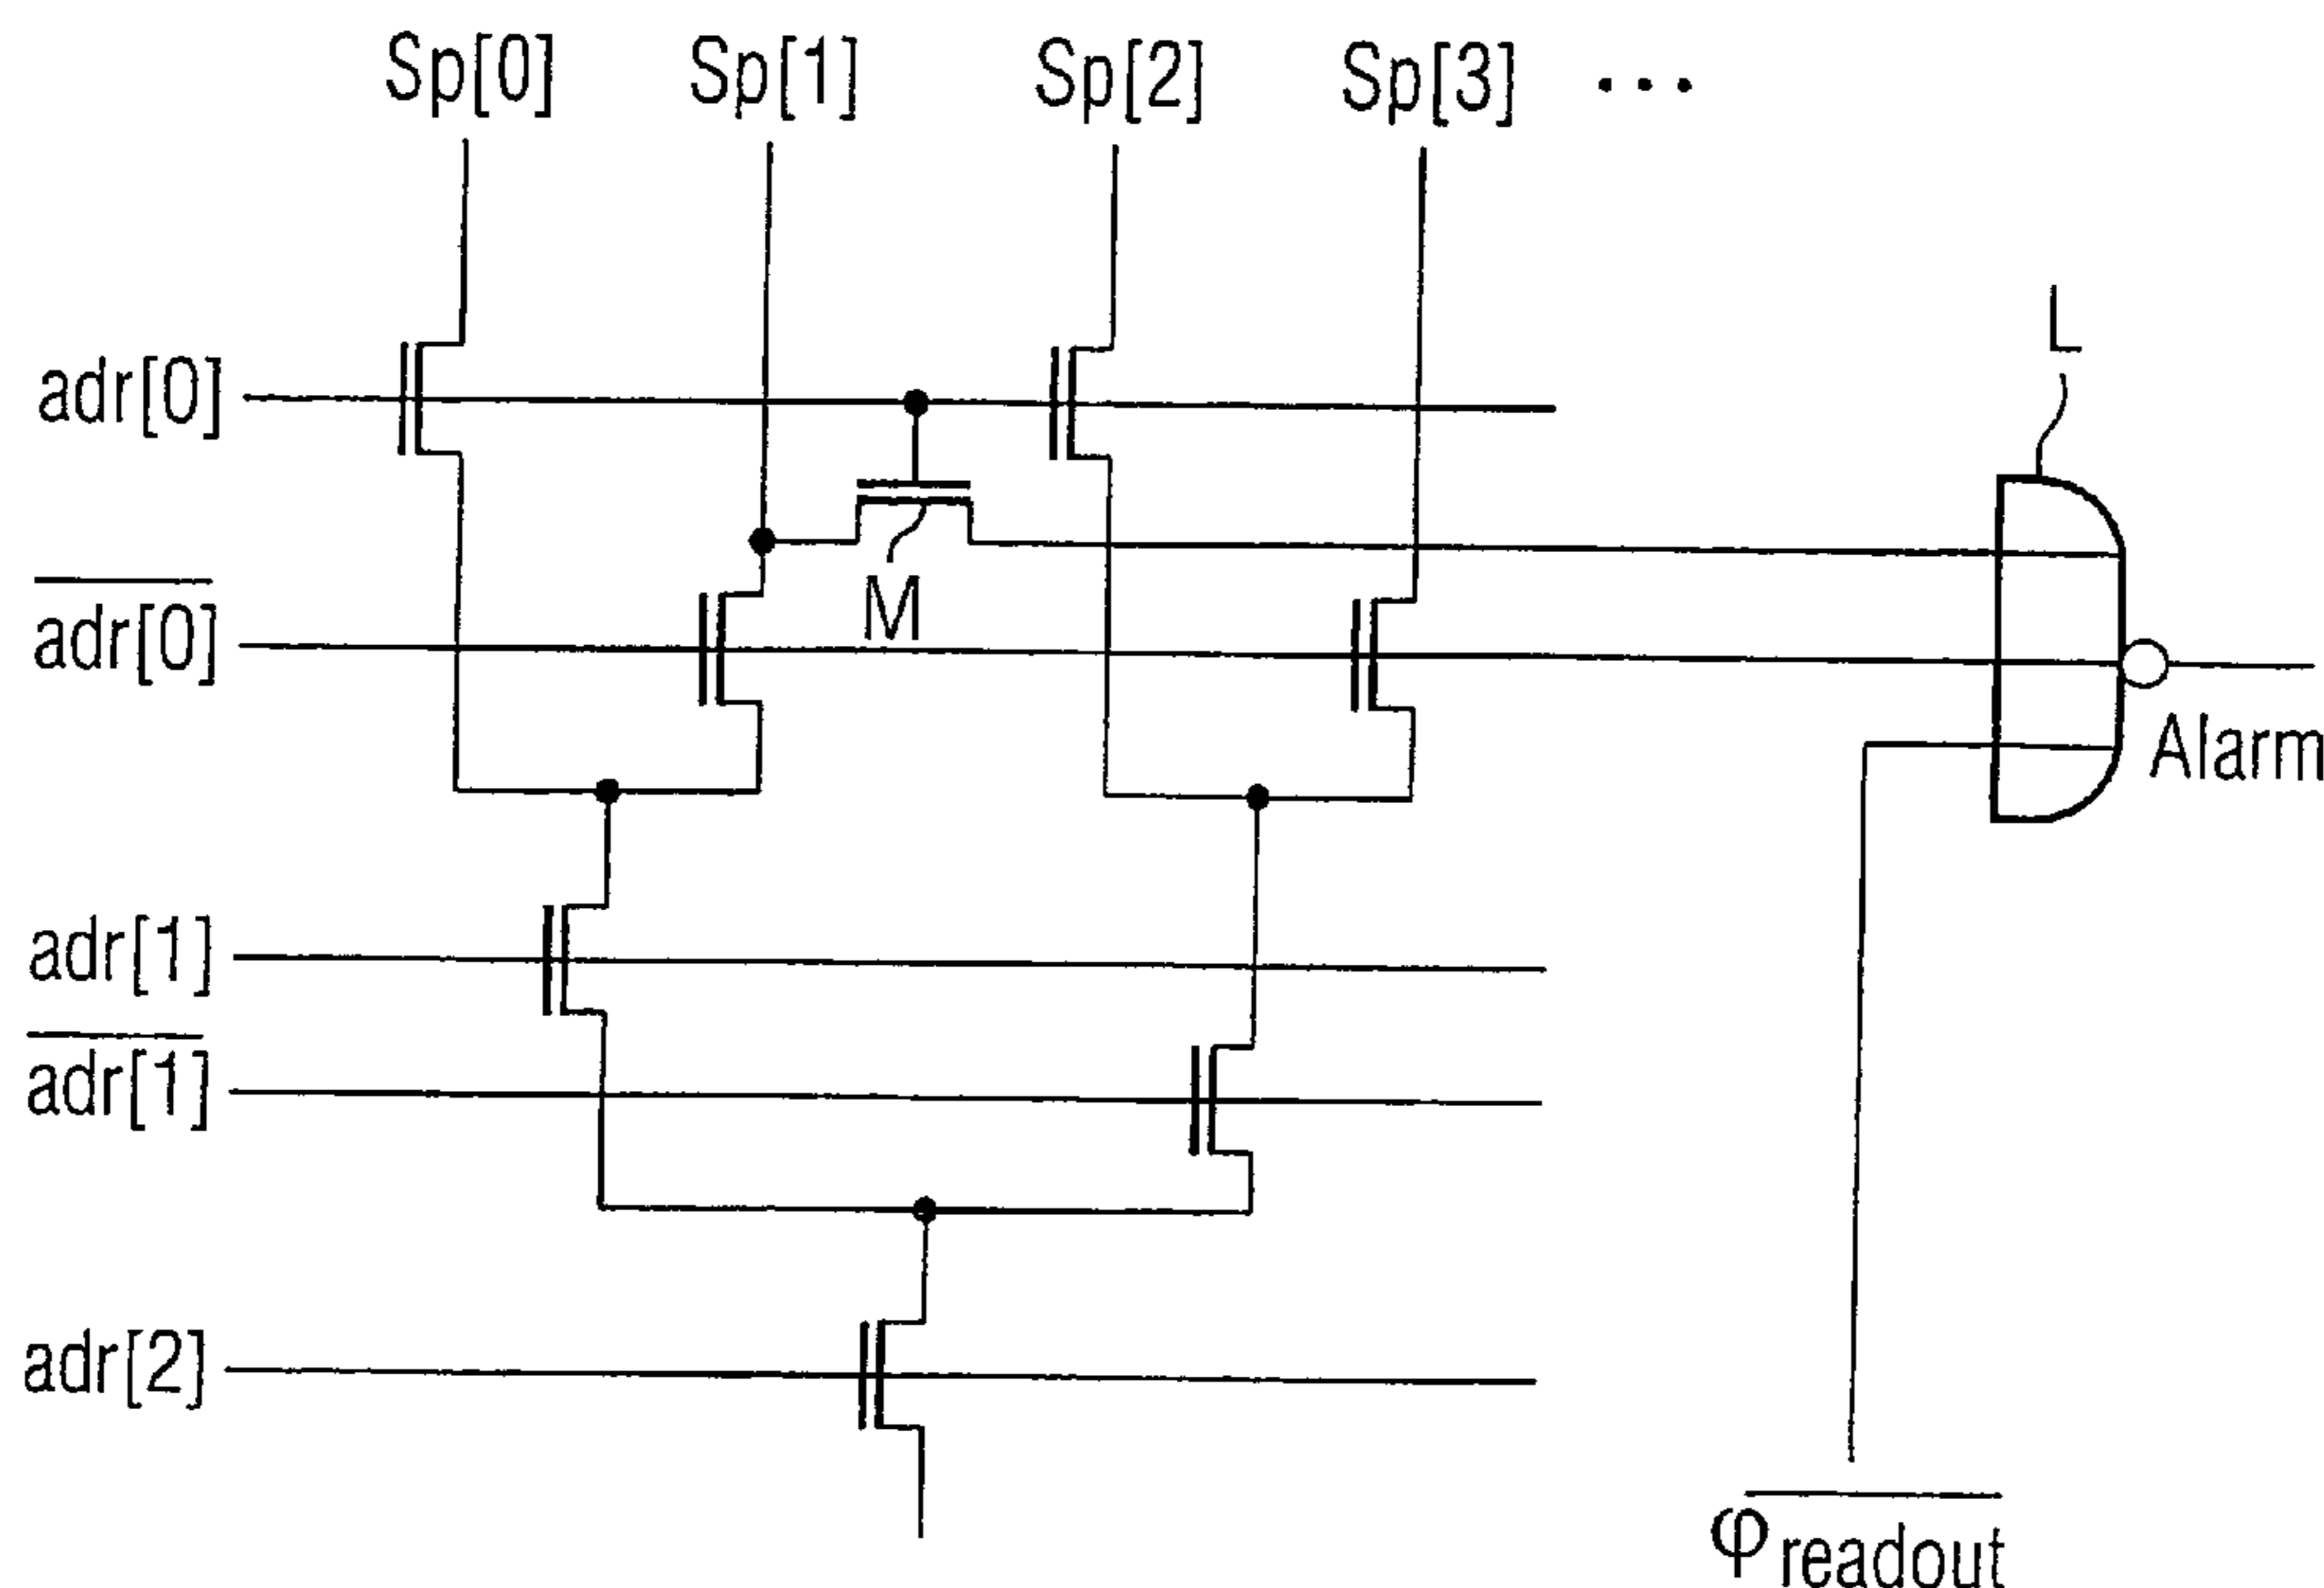 Sp[0] Sp[1] Sp[2] Sp[3] ...
L
adr[0]
M
adr[0]
Alarm
adr[1]
adr[1]
adr[2]
φreadout